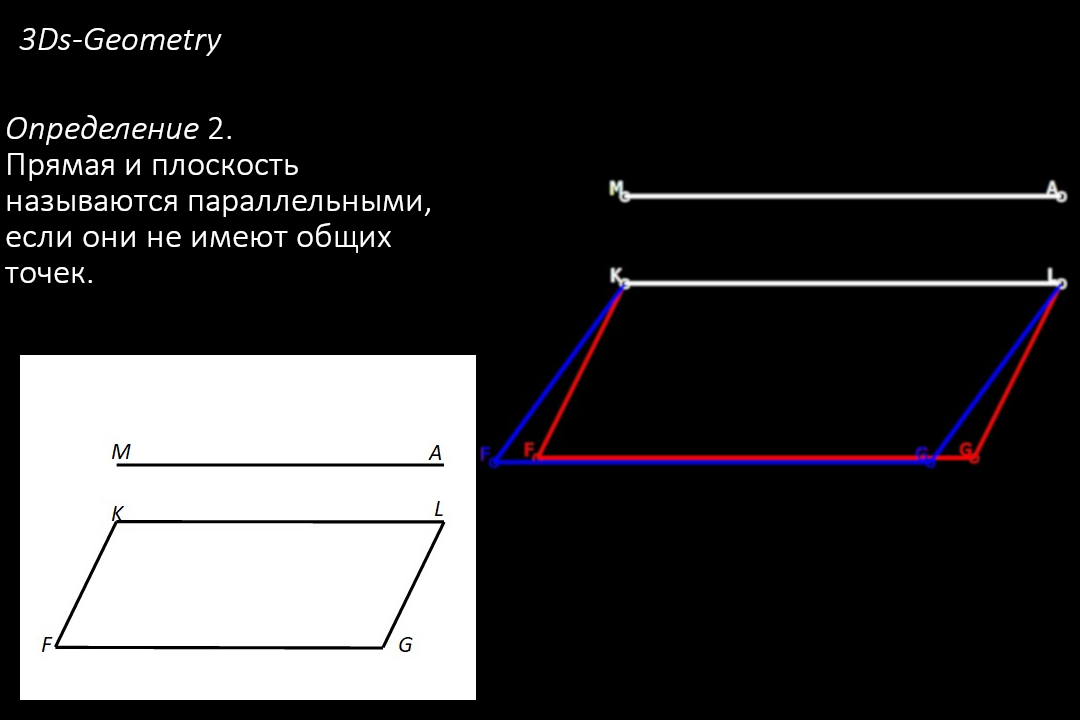 3Ds-Geometry
Определение 2.
Прямая и плоскость
называются параллельными,
если они не имеют общих
точек.
M A
K L
F F G G
M A
K L
F G